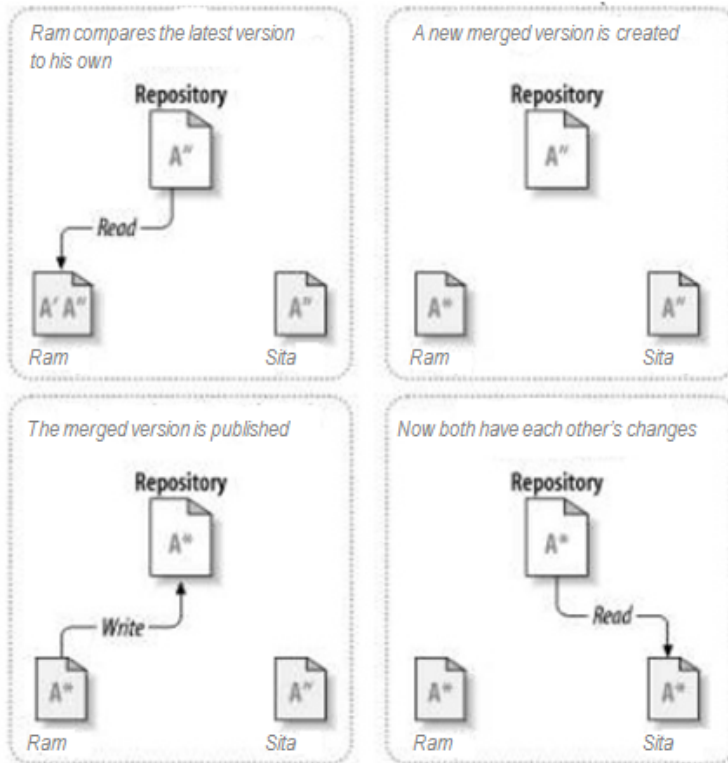 Ram compares the latest version
to his own
Repository
A"
Read
A' A"
A"
Ram
Sita
A new merged version is created
Repository
A"
A*
A"
Ram
Sita
The merged version is published
Repository
A*
Write
A*
A"
Ram
Sita
Now both have each other's changes
Repository
A*
Read
A*
A*
Ram
Sita